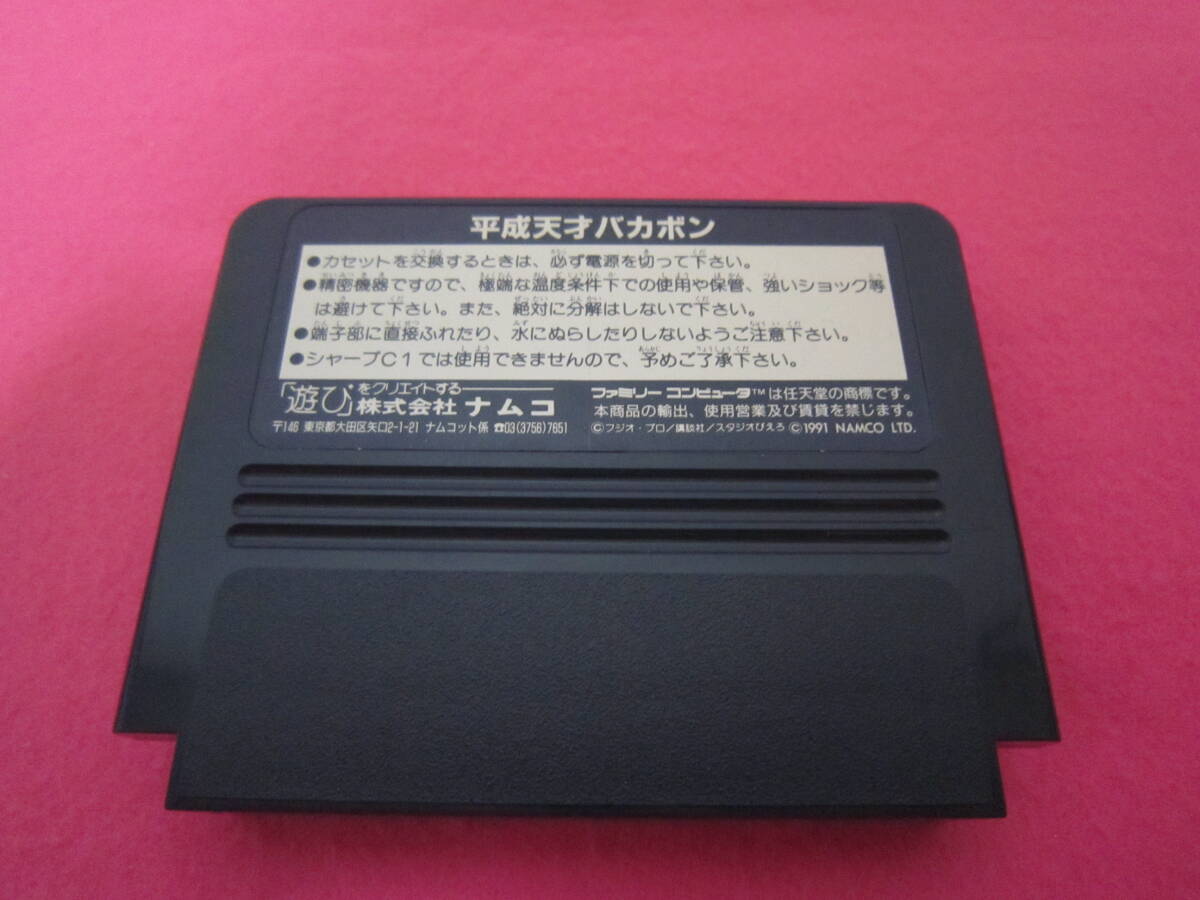 平成天才バカボン
●カセットを交換するときは、必ず電源を切って下さい。
●精密機器ですので、極端な温度条件下での使用や保管、強いショック等
は避けて下さい。また、絶対に分解はしないで下さい。
●端子部に直接ふれたり、水にぬらしたりしないようご注意下さい。
●シャープC1では使用できませんので、予めご了承下さい。
「遊び」をクリエイトする
株式会社 ナムコ
〒146 東京都大田区矢口2-1-21 ナムコット係 ☎03(3756)7651
ファミリーコンピュータ™は任天堂の商標です。
本商品の輸出、使用営業及び賃貸を禁じます。
©フジオ・プロ/講談社/スタジオぴえろ ©1991 NAMCO LTD.